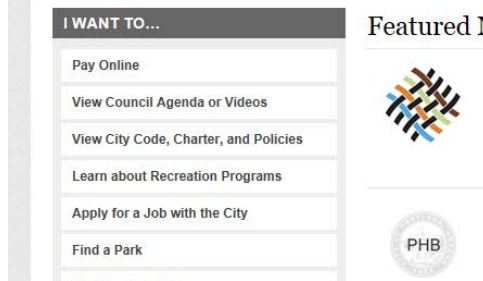 I WANT TO...
Pay Online
View Council Agenda or Videos
View City Code, Charter, and Policies
Learn about Recreation Programs
Apply for a Job with the City
Find a Park
Featured
PHB